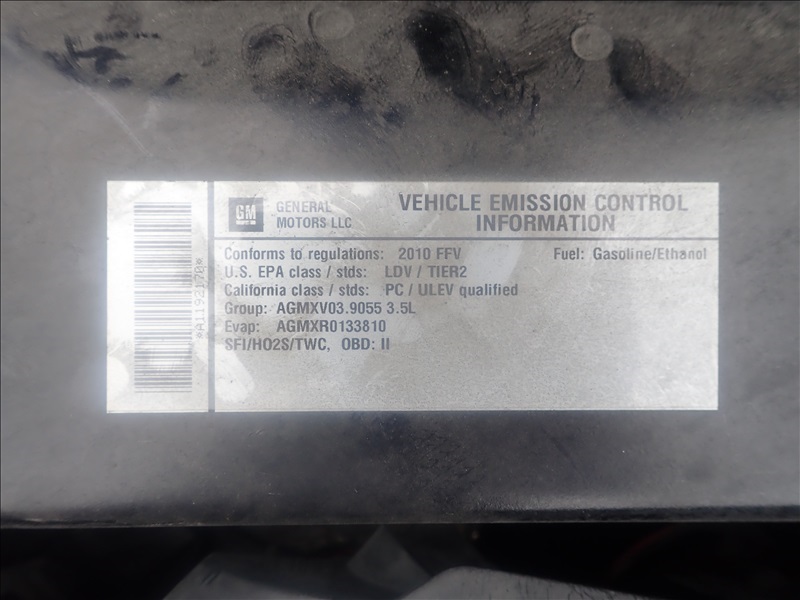 *A1192170*
GM
GENERAL
MOTORS LLC
VEHICLE EMISSION CONTROL
INFORMATION
Conforms to regulations: 2010 FFV Fuel: Gasoline/Ethanol
U.S. EPA class / stds: LDV / TIER2
California class / stds: PC / ULEV qualified
Group: AGMXV03.9055 3.5L
Evap: AGMXR0133810
SFI/HO2S/TWC, OBD: II